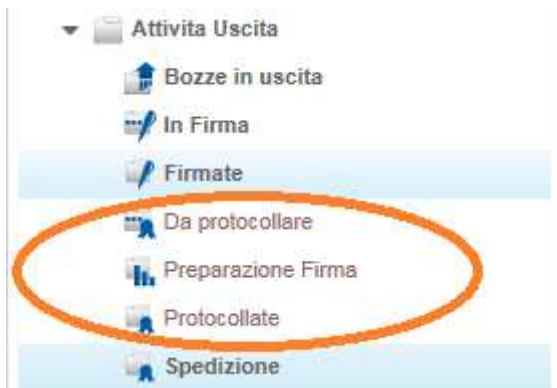 Attivita Uscita
Bozze in uscita
In Firma
Firmate
Da protocollare
Preparazione Firma
Protocollate
Spedizione